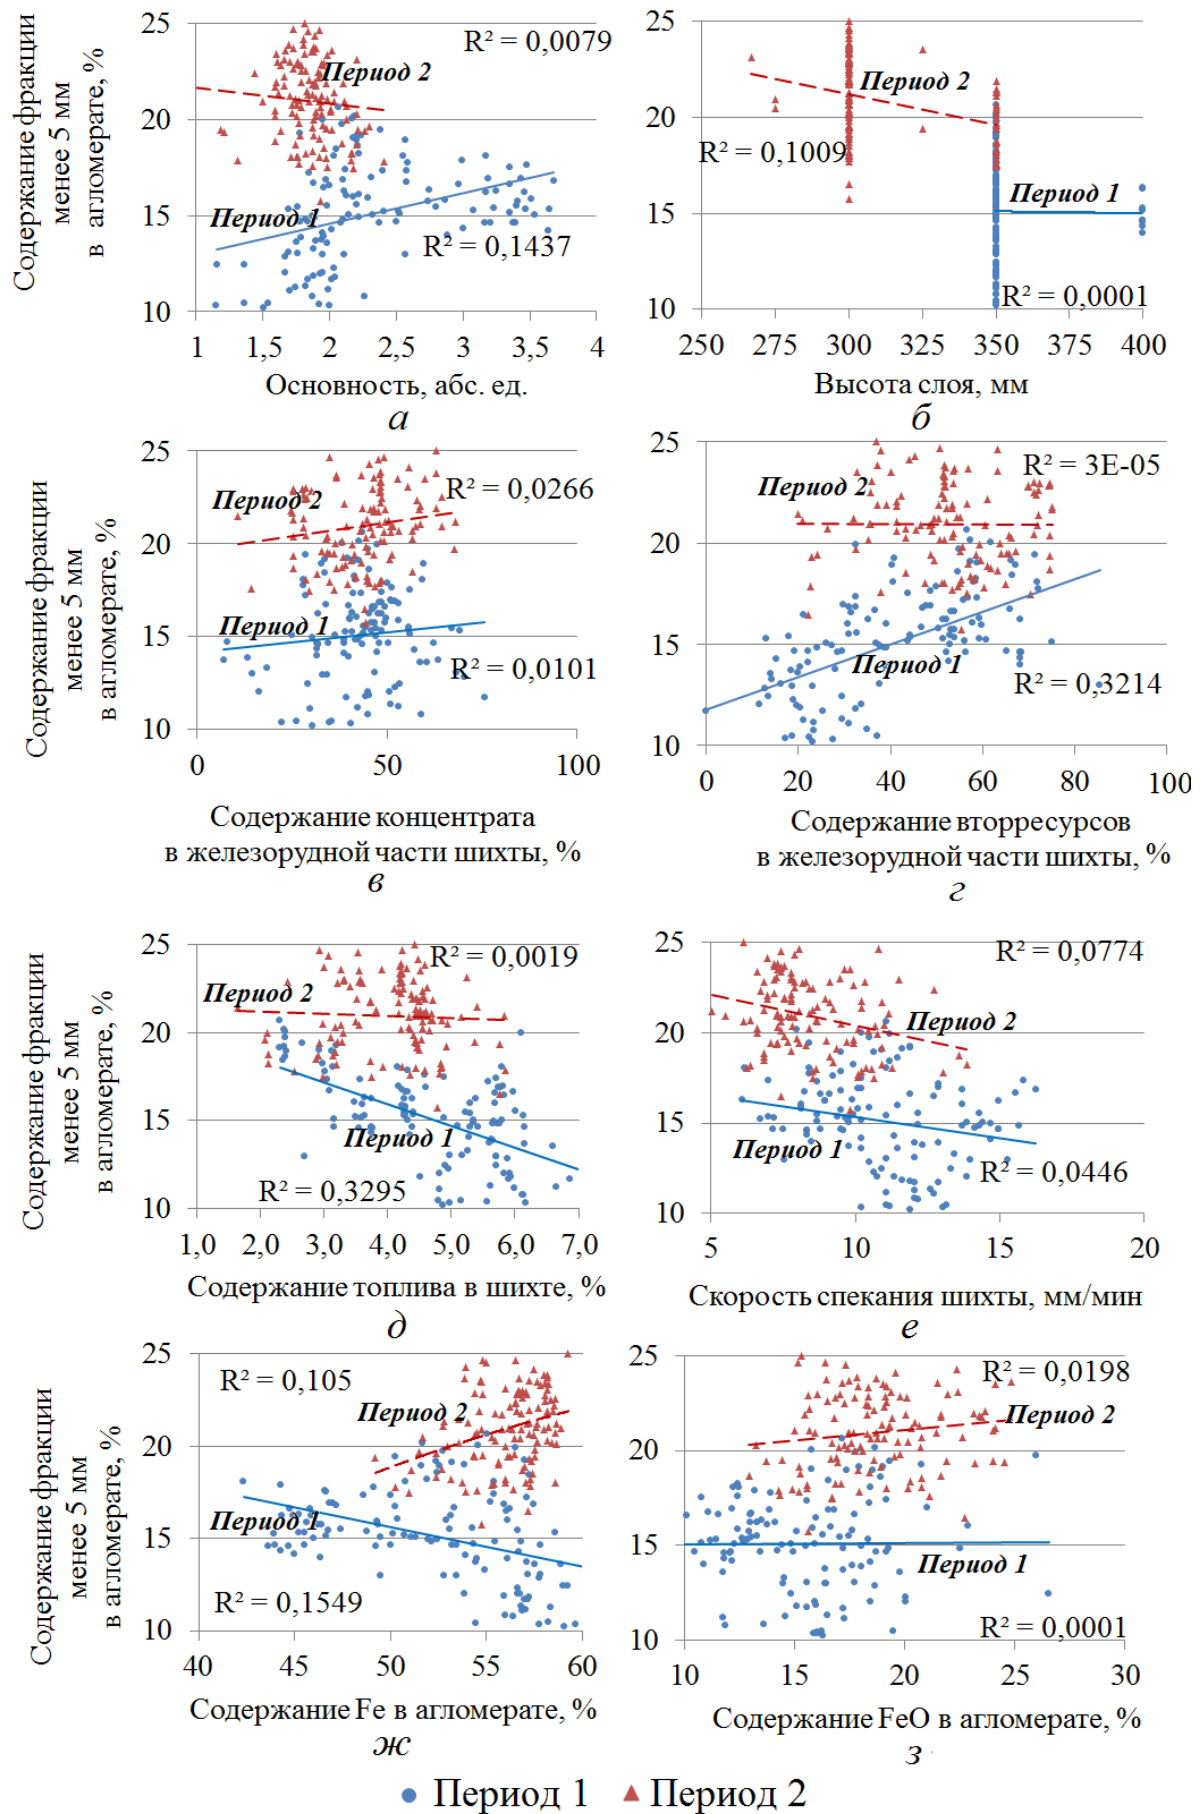 Содержание фракции
менее 5 мм
в агломерате, %
25
20
15
10
R² = 0,0079
Период 2
Период 1
R² = 0,1437
1 1,5 2 2,5 3 3,5 4
Основность, абс. ед.
а
25
20
15
10
Период 2
R² = 0,1009
Период 1
R² = 0,0001
250 275 300 325 350 375 400
Высота слоя, мм
б
Содержание фракции
менее 5 мм
в агломерате, %
25
20
15
10
Период 2
R² = 0,0266
Период 1
R² = 0,0101
0 50 100
Содержание концентрата
в железорудной части шихты, %
в
25
20
15
10
R² = 3E-05
Период 2
Период 1
R² = 0,3214
0 20 40 60 80 100
Содержание вторресурсов
в железорудной части шихты, %
г
Содержание фракции
менее 5 мм
в агломерате, %
25
20
15
10
R² = 0,0019
Период 2
Период 1
R² = 0,3295
1,0 2,0 3,0 4,0 5,0 6,0 7,0
Содержание топлива в шихте, %
д
25
20
15
10
R² = 0,0774
Период 2
Период 1
R² = 0,0446
5 10 15 20
Скорость спекания шихты, мм/мин
е
Содержание фракции
менее 5 мм
в агломерате, %
25
20
15
10
R² = 0,105
Период 2
Период 1
R² = 0,1549
40 45 50 55 60
Содержание Fe в агломерате, %
ж
25
20
15
10
R² = 0,0198
Период 2
Период 1
R² = 0,0001
10 15 20 25 30
Содержание FeO в агломерате, %
з
Период 1 Период 2